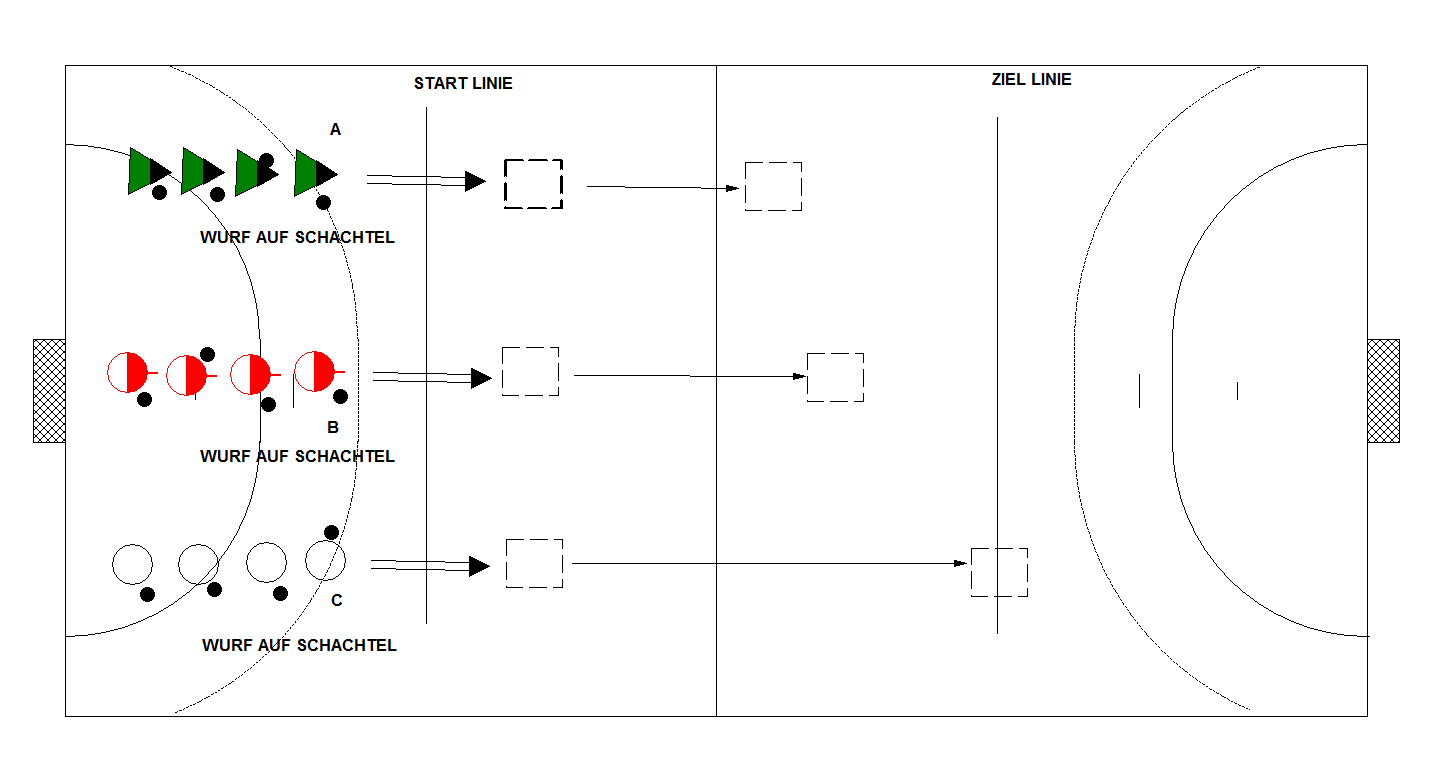 START LINIE
ZIEL LINIE
A
WURF AUF SCHACHTEL
B
WURF AUF SCHACHTEL
C
WURF AUF SCHACHTEL